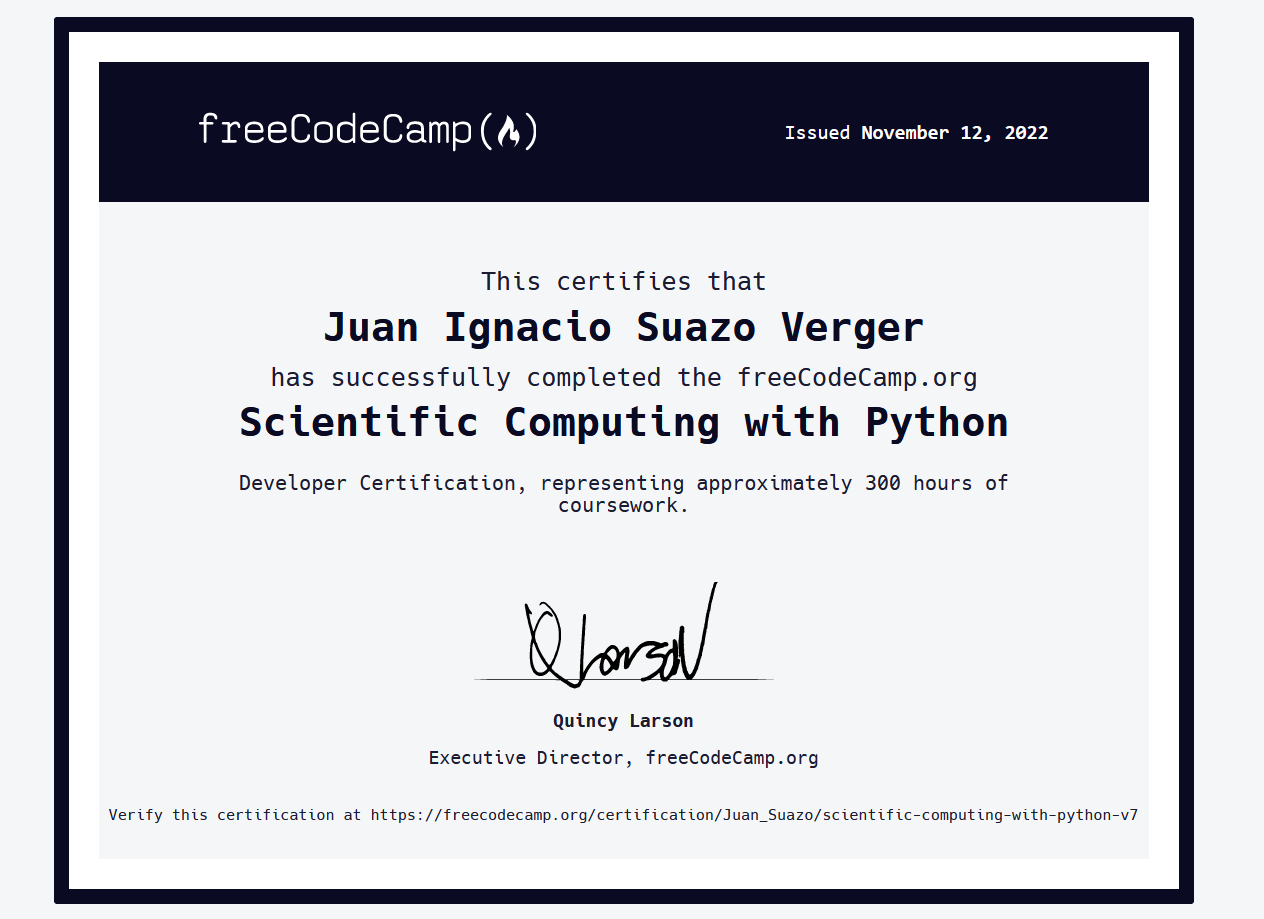 freeCodeCamp
Issued November 12, 2022
This certifies that
Juan Ignacio Suazo Verger
has successfully completed the freeCodeCamp.org
Scientific Computing with Python
Developer Certification, representing approximately 300 hours of
coursework.
Q Larson
Quincy Larson
Executive Director, freeCodeCamp.org
Verify this certification at https://freecodecamp.org/certification/Juan_Suazo/scientific-computing-with-python-v7